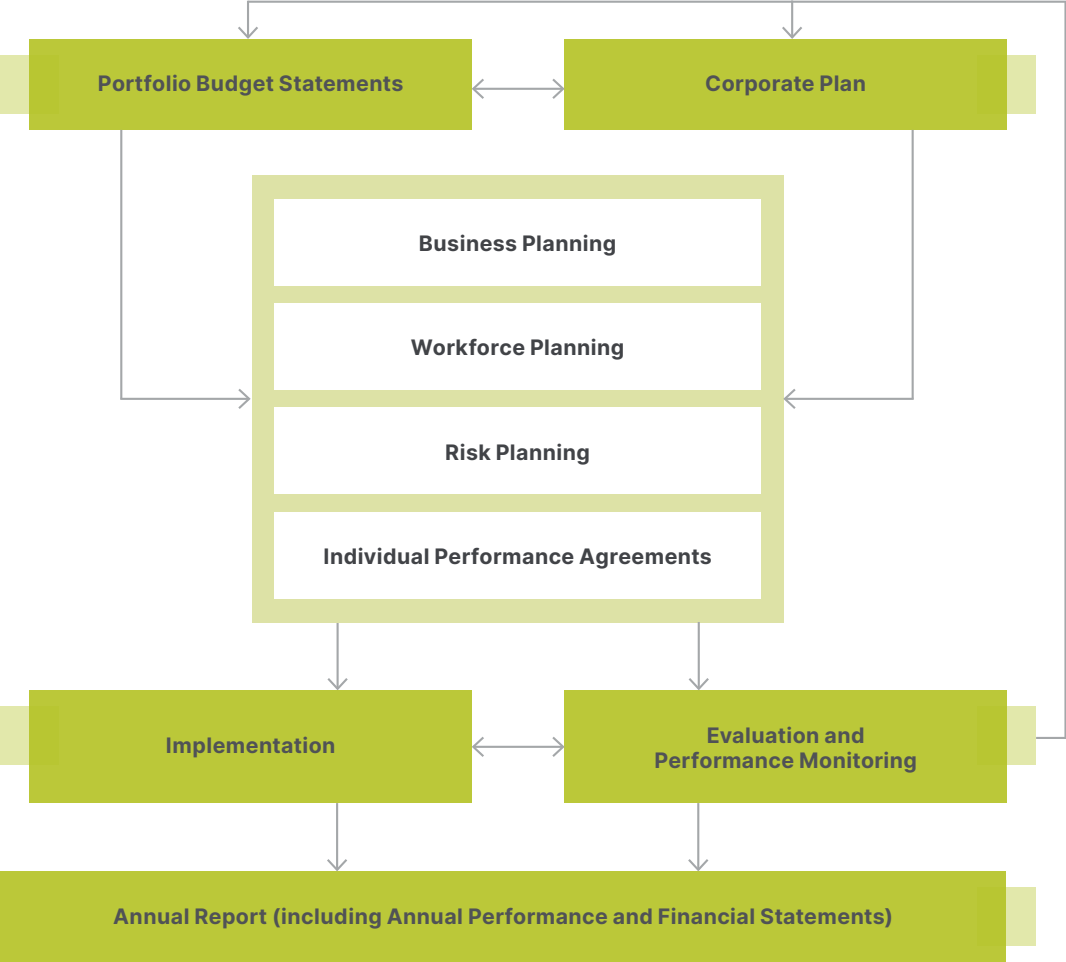 Portfolio Budget Statements
Corporate Plan
Business Planning
Workforce Planning
Risk Planning
Individual Performance Agreements
Implementation
Evaluation and
Performance Monitoring
Annual Report (including Annual Performance and Financial Statements)